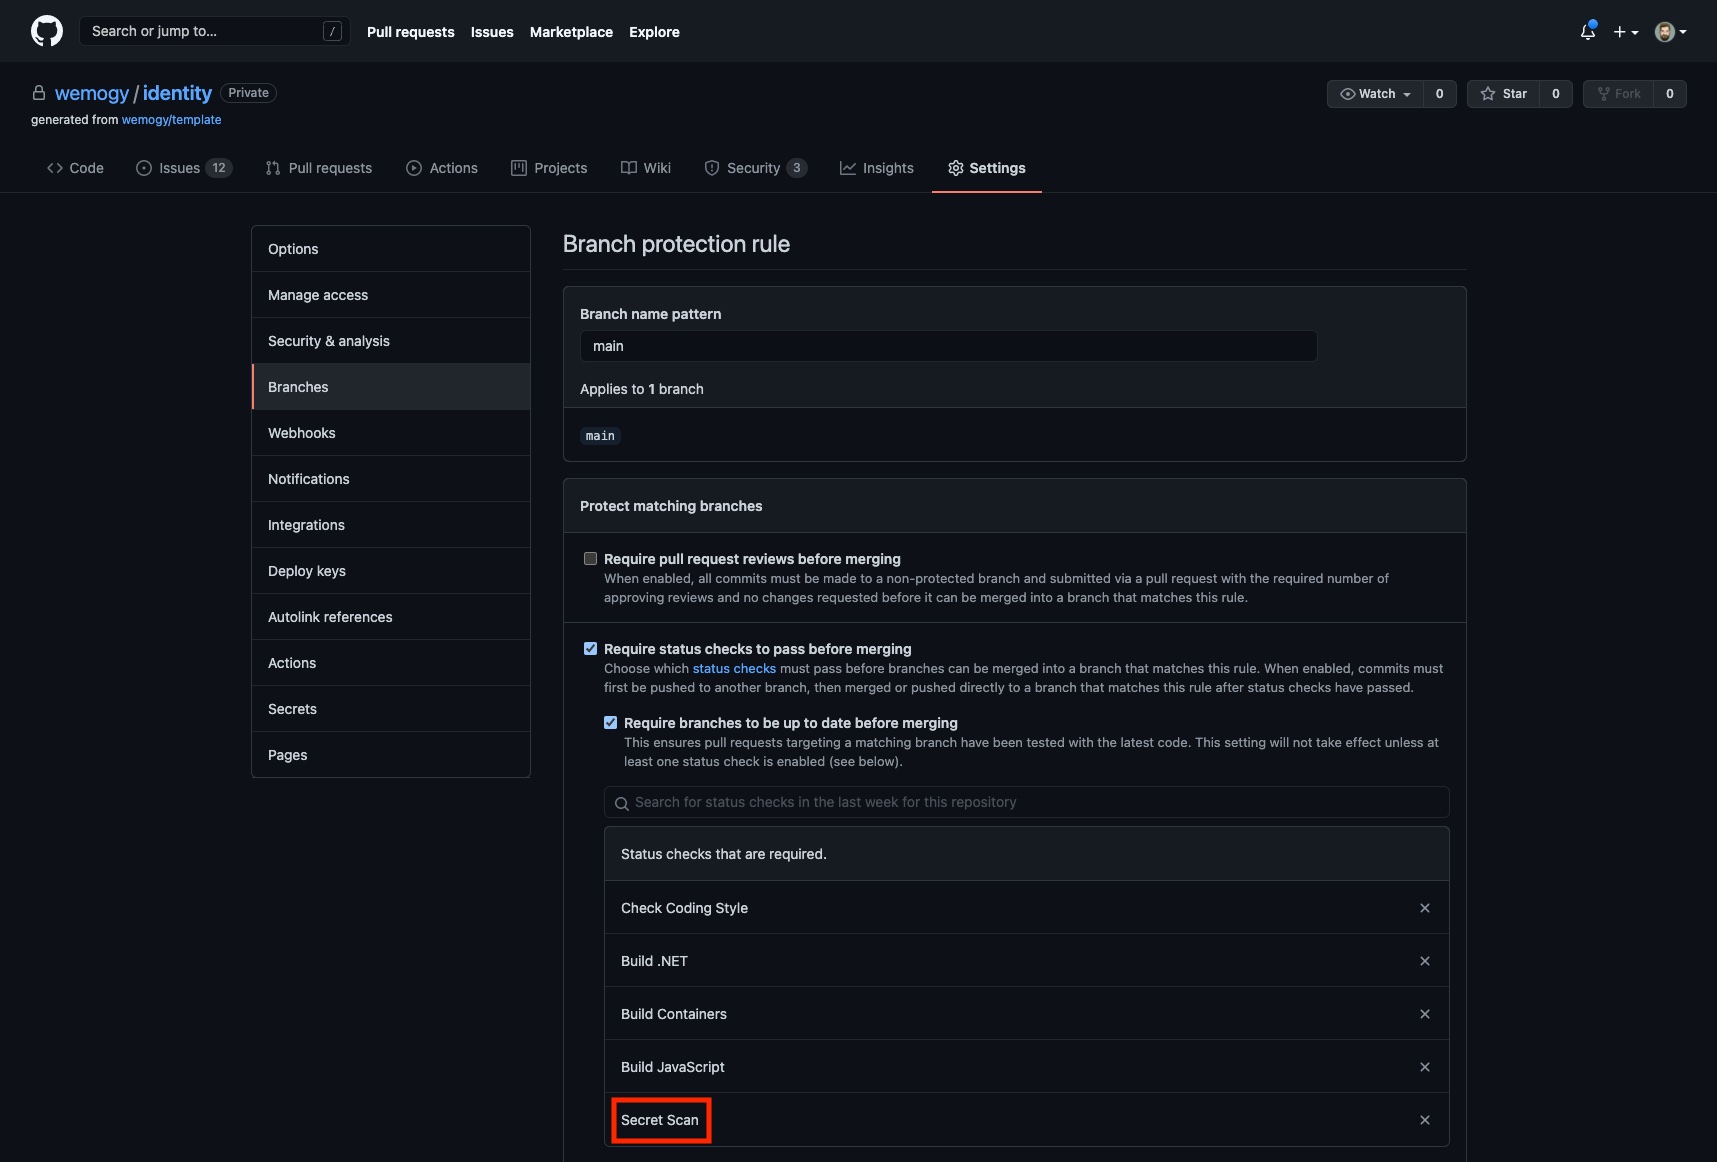 Search or jump to... /
Pull requests Issues Marketplace Explore
wemogy / identity Private
generated from wemogy/template
Watch 0 Star 0 Fork 0
Code Issues 12 Pull requests Actions Projects Wiki Security 3 Insights Settings
Options
Manage access
Security & analysis
Branches
Webhooks
Notifications
Integrations
Deploy keys
Autolink references
Actions
Secrets
Pages
Branch protection rule
Branch name pattern
main
Applies to 1 branch
main
Protect matching branches
Require pull request reviews before merging
When enabled, all commits must be made to a non-protected branch and submitted via a pull request with the required number of
approving reviews and no changes requested before it can be merged into a branch that matches this rule.
Require status checks to pass before merging
Choose which status checks must pass before branches can be merged into a branch that matches this rule. When enabled, commits must
first be pushed to another branch, then merged or pushed directly to a branch that matches this rule after status checks have passed.
Require branches to be up to date before merging
This ensures pull requests targeting a matching branch have been tested with the latest code. This setting will not take effect unless at
least one status check is enabled (see below).
Search for status checks in the last week for this repository
Status checks that are required.
Check Coding Style
Build .NET
Build Containers
Build JavaScript
Secret Scan